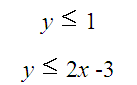 y ≤ 1
y ≤ 2x -3